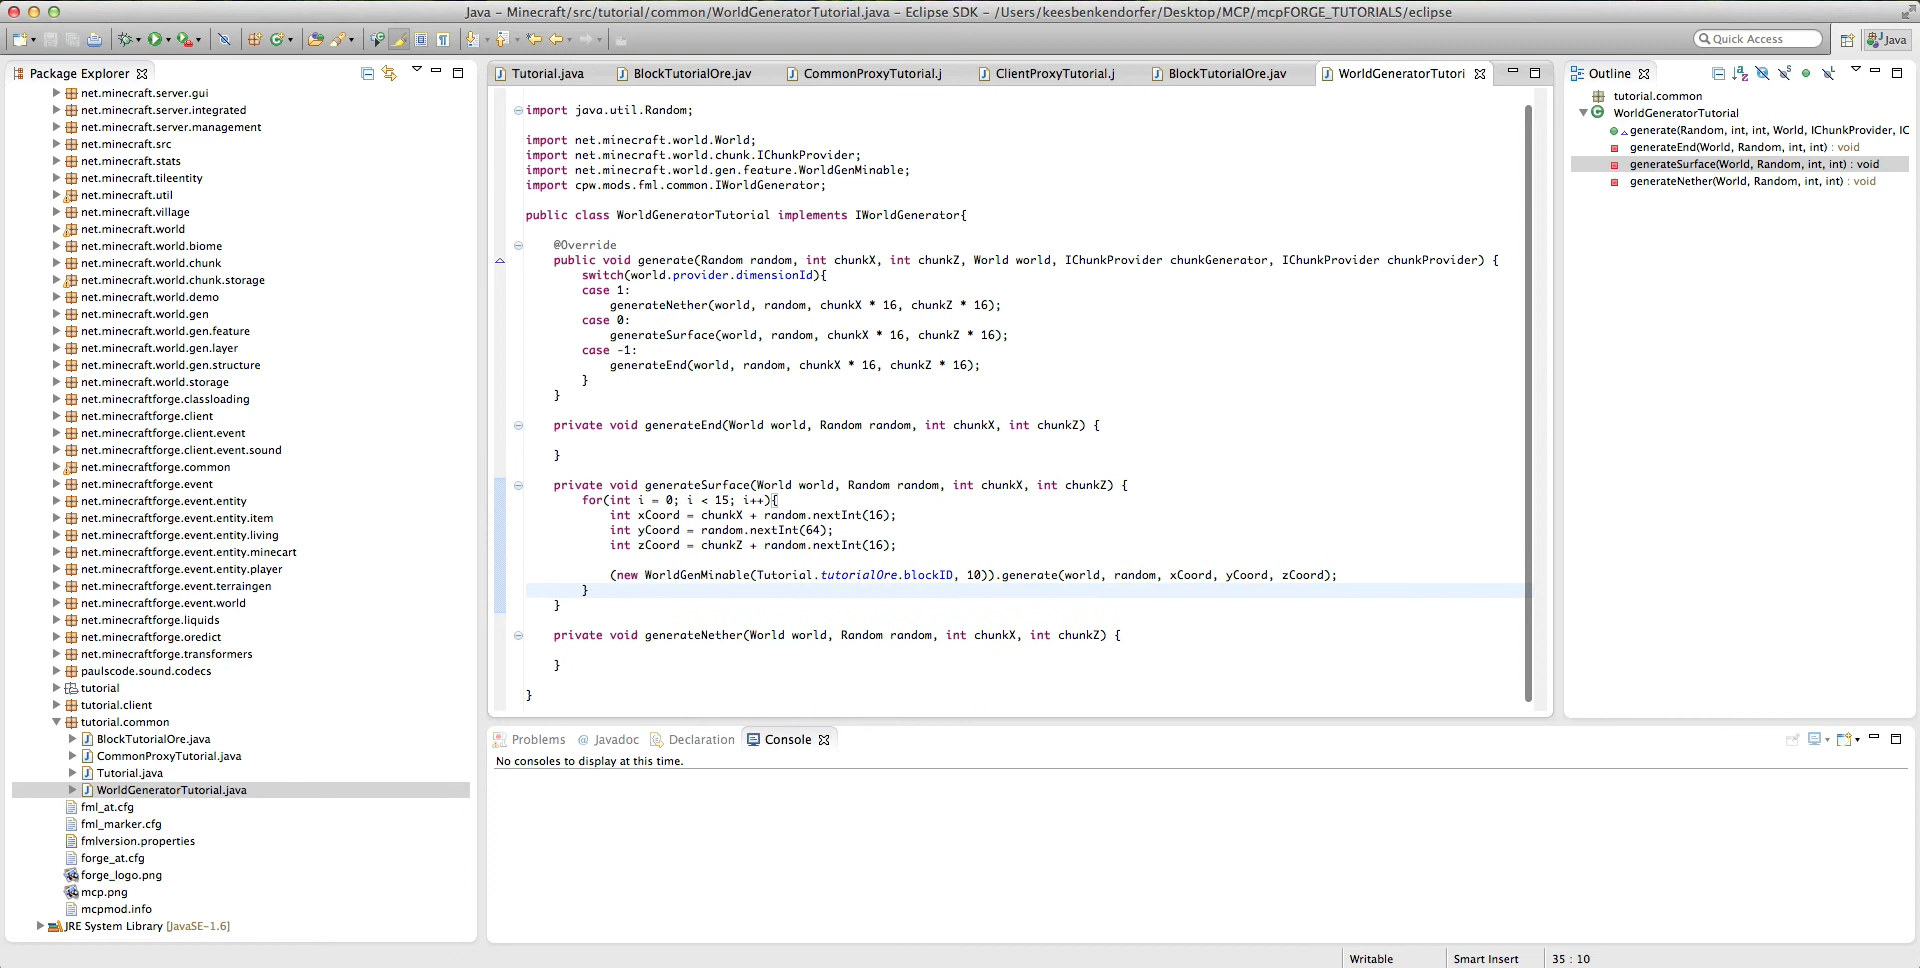 Java – Minecraft/src/tutorial/common/WorldGeneratorTutorial.java – Eclipse SDK – /Users/keesbenkendorfer/Desktop/MCP/mcpFORGE_TUTORIALS/eclipse
Quick Access
Java
Package Explorer
net.minecraft.server.gui
net.minecraft.server.integrated
net.minecraft.server.management
net.minecraft.src
net.minecraft.stats
net.minecraft.tileentity
net.minecraft.util
net.minecraft.village
net.minecraft.world
net.minecraft.world.biome
net.minecraft.world.chunk
net.minecraft.world.chunk.storage
net.minecraft.world.demo
net.minecraft.world.gen
net.minecraft.world.gen.feature
net.minecraft.world.gen.layer
net.minecraft.world.gen.structure
net.minecraft.world.storage
net.minecraftforge.classloading
net.minecraftforge.client
net.minecraftforge.client.event
net.minecraftforge.client.event.sound
net.minecraftforge.common
net.minecraftforge.event
net.minecraftforge.event.entity
net.minecraftforge.event.entity.item
net.minecraftforge.event.entity.living
net.minecraftforge.event.entity.minecart
net.minecraftforge.event.entity.player
net.minecraftforge.event.terraingen
net.minecraftforge.event.world
net.minecraftforge.liquids
net.minecraftforge.oredict
net.minecraftforge.transformers
paulscode.sound.codecs
tutorial
tutorial.client
tutorial.common
BlockTutorialOre.java
CommonProxyTutorial.java
Tutorial.java
WorldGeneratorTutorial.java
fml_at.cfg
fml_marker.cfg
fmlversion.properties
forge_at.cfg
forge_logo.png
mcp.png
mcpmod.info
JRE System Library [JavaSE-1.6]
Tutorial.java BlockTutorialOre.jav CommonProxyTutorial.j ClientProxyTutorial.j BlockTutorialOre.jav WorldGeneratorTutori
import java.util.Random;
import net.minecraft.world.World;
import net.minecraft.world.chunk.IChunkProvider;
import net.minecraft.world.gen.feature.WorldGenMinable;
import cpw.mods.fml.common.IWorldGenerator;
public class WorldGeneratorTutorial implements IWorldGenerator{
@Override
public void generate(Random random, int chunkX, int chunkZ, World world, IChunkProvider chunkGenerator, IChunkProvider chunkProvider) {
switch(world.provider.dimensionId){
case 1:
generateNether(world, random, chunkX * 16, chunkZ * 16);
case 0:
generateSurface(world, random, chunkX * 16, chunkZ * 16);
case -1:
generateEnd(world, random, chunkX * 16, chunkZ * 16);
}
}
private void generateEnd(World world, Random random, int chunkX, int chunkZ) {
}
private void generateSurface(World world, Random random, int chunkX, int chunkZ) {
for(int i = 0; i < 15; i++){
int xCoord = chunkX + random.nextInt(16);
int yCoord = random.nextInt(64);
int zCoord = chunkZ + random.nextInt(16);
(new WorldGenMinable(Tutorial.tutorialOre.blockID, 10)).generate(world, random, xCoord, yCoord, zCoord);
}
}
private void generateNether(World world, Random random, int chunkX, int chunkZ) {
}
}
Outline
tutorial.common
WorldGeneratorTutorial
generate(Random, int, int, World, IChunkProvider, IC
generateEnd(World, Random, int, int) : void
generateSurface(World, Random, int, int) : void
generateNether(World, Random, int, int) : void
Problems @ Javadoc Declaration Console
No consoles to display at this time.
Writable Smart Insert 35 : 10